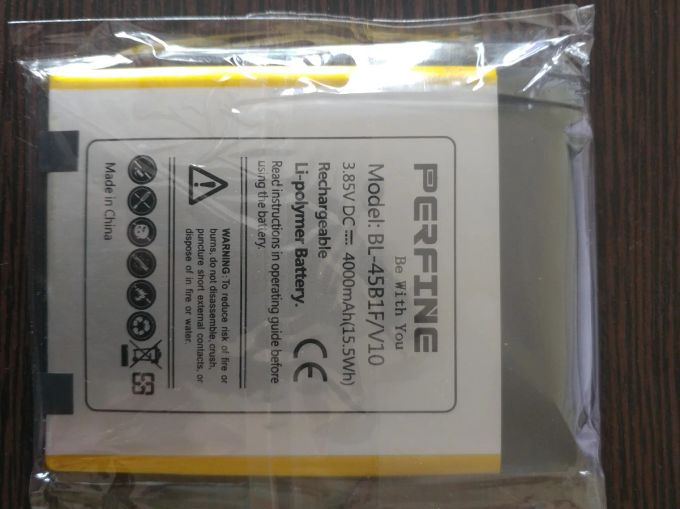 PERFINE
Be With You
Model: BL-45B1F/V10
3.85V DC ⎓ 4000mAh(15.5Wh)
Rechargeable
Li-polymer Battery.
CE
Read instructions in operating guide before
using the battery.
WARNING: To reduce risk of fire or
burns, do not disassemble, crush,
puncture short external contacts, or
dispose of in fire or water.
Made in China